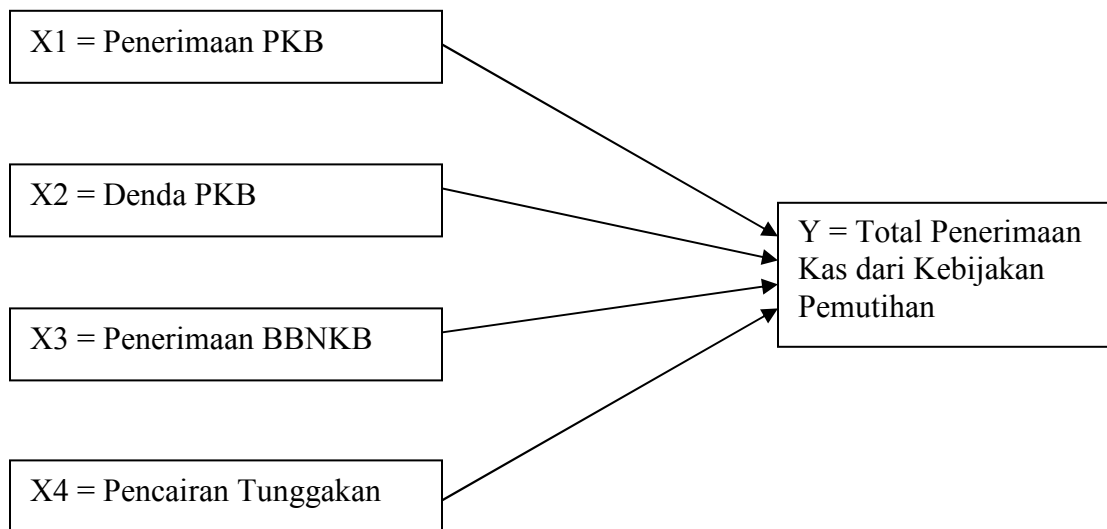 X1 = Penerimaan PKB
X2 = Denda PKB
X3 = Penerimaan BBNKB
X4 = Pencairan Tunggakan
Y = Total Penerimaan
Kas dari Kebijakan
Pemutihan